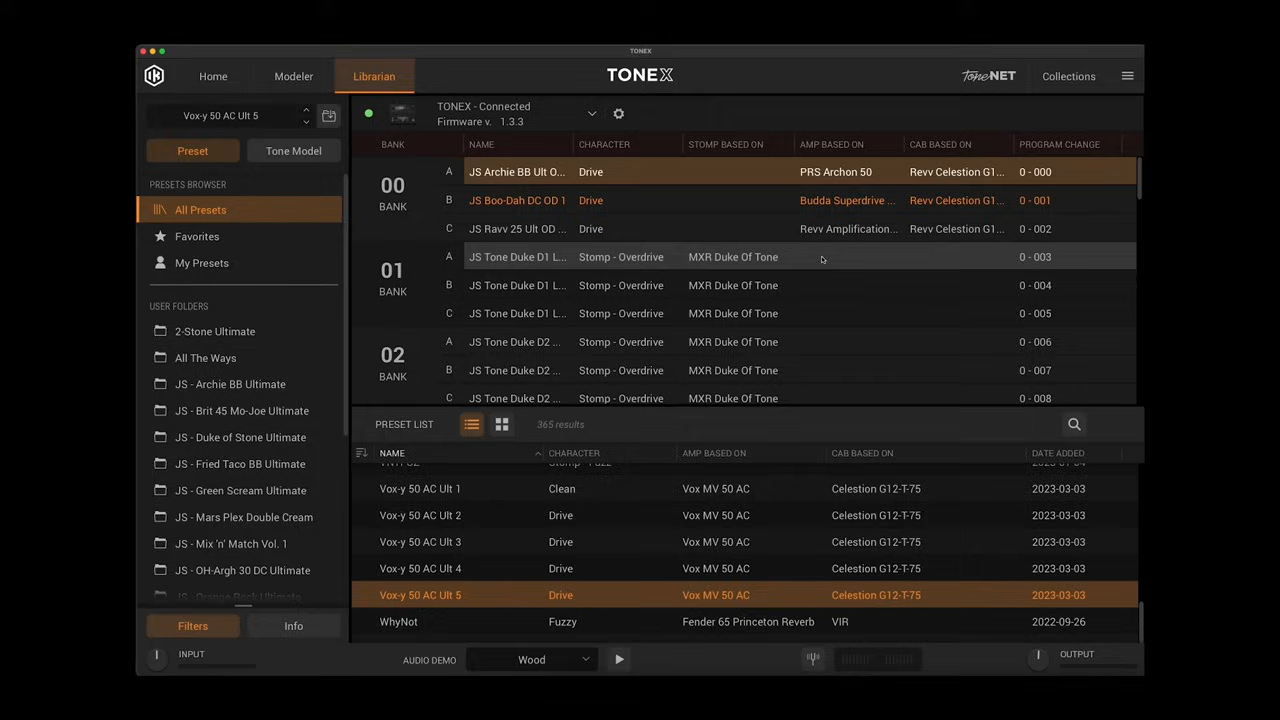 TONEX
Home
Modeler
Librarian
TONEX
ToneNET
Collections
Vox-y 50 AC Ult 5
Preset
Tone Model
PRESETS BROWSER
All Presets
Favorites
My Presets
USER FOLDERS
2-Stone Ultimate
All The Ways
JS - Archie BB Ultimate
JS - Brit 45 Mo-Joe Ultimate
JS - Duke of Stone Ultimate
JS - Fried Taco BB Ultimate
JS - Green Scream Ultimate
JS - Mars Plex Double Cream
JS - Mix 'n' Match Vol. 1
JS - OH-Argh 30 DC Ultimate
JS - Orange Rock Ultimate
Filters
Info
TONEX - Connected
Firmware v. 1.3.3
BANK NAME CHARACTER STOMP BASED ON AMP BASED ON CAB BASED ON PROGRAM CHANGE
00
BANK
A JS Archie BB Ult O... Drive PRS Archon 50 Revv Celestion G1... 0 - 000
B JS Boo-Dah DC OD 1 Drive Budda Superdrive ... Revv Celestion G1... 0 - 001
C JS Ravv 25 Ult OD ... Drive Revv Amplification... Revv Celestion G1... 0 - 002
01
BANK
A JS Tone Duke D1 L... Stomp - Overdrive MXR Duke Of Tone 0 - 003
B JS Tone Duke D1 L... Stomp - Overdrive MXR Duke Of Tone 0 - 004
C JS Tone Duke D1 L... Stomp - Overdrive MXR Duke Of Tone 0 - 005
02
BANK
A JS Tone Duke D2 ... Stomp - Overdrive MXR Duke Of Tone 0 - 006
B JS Tone Duke D2 ... Stomp - Overdrive MXR Duke Of Tone 0 - 007
C JS Tone Duke D2 ... Stomp - Overdrive MXR Duke Of Tone 0 - 008
PRESET LIST
365 results
NAME CHARACTER AMP BASED ON CAB BASED ON DATE ADDED
Vox-y 50 AC Ult 1 Clean Vox MV 50 AC Celestion G12-T-75 2023-03-03
Vox-y 50 AC Ult 2 Drive Vox MV 50 AC Celestion G12-T-75 2023-03-03
Vox-y 50 AC Ult 3 Drive Vox MV 50 AC Celestion G12-T-75 2023-03-03
Vox-y 50 AC Ult 4 Drive Vox MV 50 AC Celestion G12-T-75 2023-03-03
Vox-y 50 AC Ult 5 Drive Vox MV 50 AC Celestion G12-T-75 2023-03-03
WhyNot Fuzzy Fender 65 Princeton Reverb VIR 2022-09-26
INPUT
AUDIO DEMO
Wood
OUTPUT